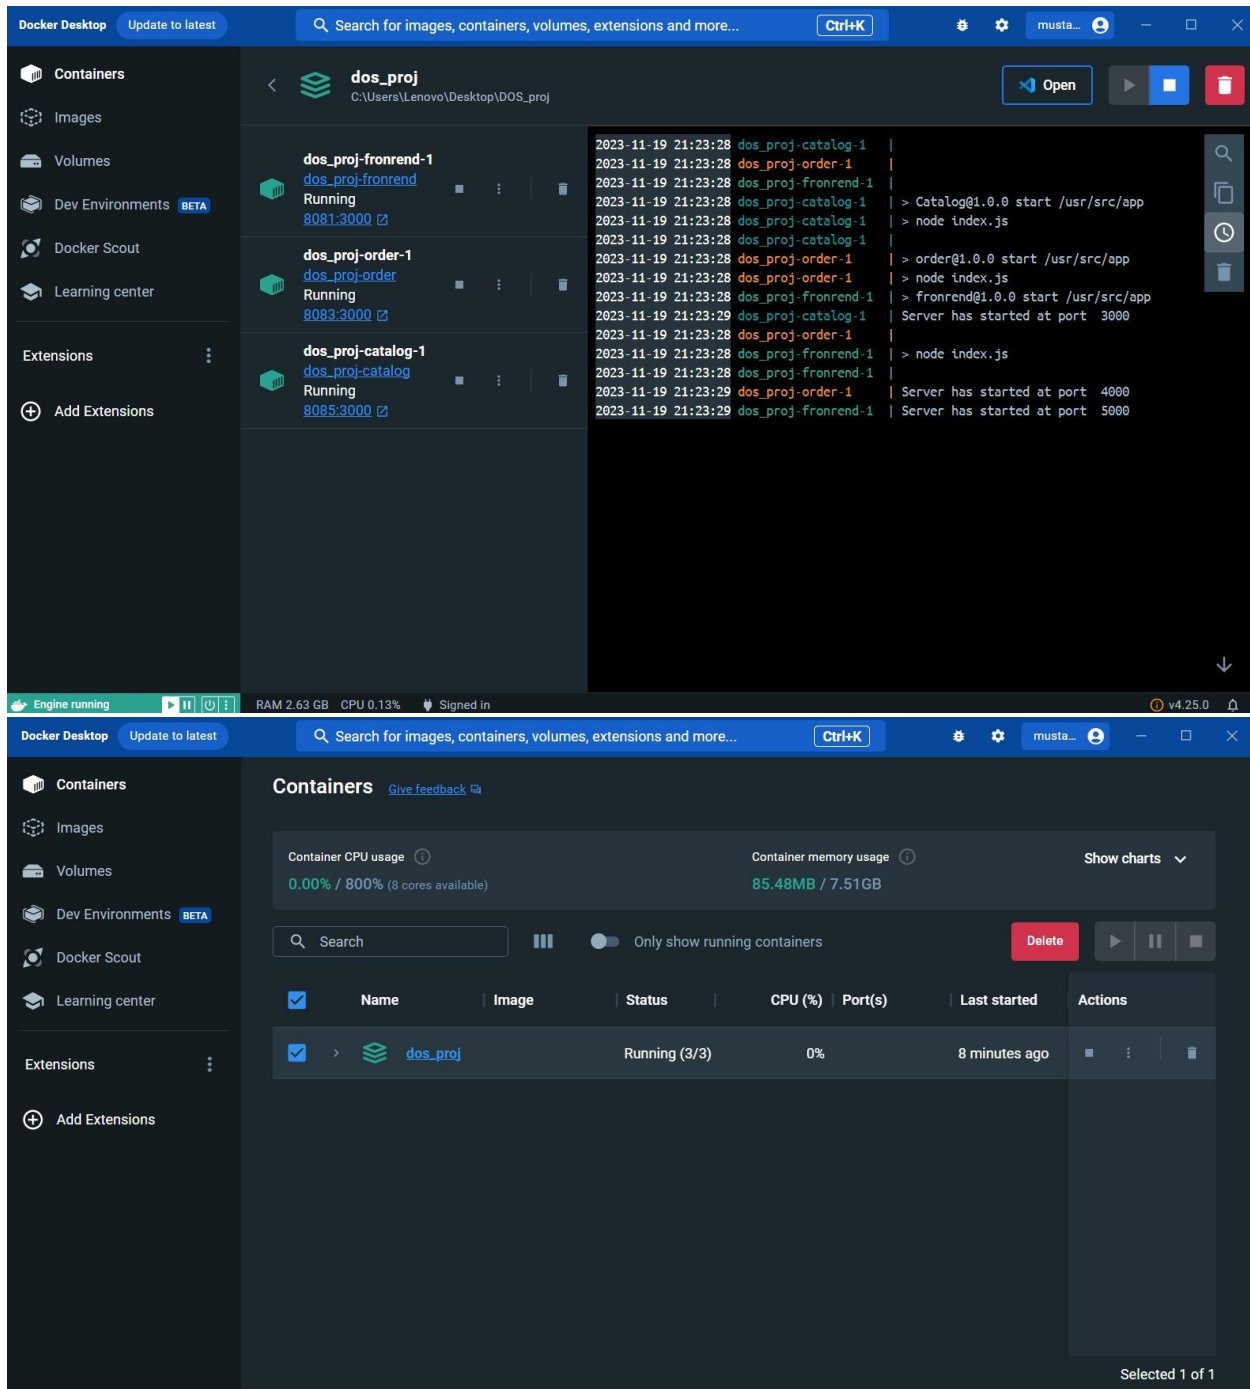 Docker Desktop Update to latest Search for images, containers, volumes, extensions and more... Ctrl+K musta...
Containers
Images
Volumes
Dev Environments BETA
Docker Scout
Learning center
Extensions
Add Extensions
dos_proj
C:\Users\Lenovo\Desktop\DOS_proj
Open
dos_proj-fronrend-1
dos_proj-fronrend
Running
8081:3000
dos_proj-order-1
dos_proj-order
Running
8083:3000
dos_proj-catalog-1
dos_proj-catalog
Running
8085:3000
2023-11-19 21:23:28 dos_proj-catalog-1 |
2023-11-19 21:23:28 dos_proj-order-1 |
2023-11-19 21:23:28 dos_proj-fronrend-1 |
2023-11-19 21:23:28 dos_proj-catalog-1 | > Catalog@1.0.0 start /usr/src/app
2023-11-19 21:23:28 dos_proj-catalog-1 | > node index.js
2023-11-19 21:23:28 dos_proj-catalog-1 |
2023-11-19 21:23:28 dos_proj-order-1 | > order@1.0.0 start /usr/src/app
2023-11-19 21:23:28 dos_proj-order-1 | > node index.js
2023-11-19 21:23:28 dos_proj-fronrend-1 | > fronrend@1.0.0 start /usr/src/app
2023-11-19 21:23:29 dos_proj-catalog-1 | Server has started at port 3000
2023-11-19 21:23:28 dos_proj-order-1 |
2023-11-19 21:23:28 dos_proj-fronrend-1 | > node index.js
2023-11-19 21:23:28 dos_proj-fronrend-1 |
2023-11-19 21:23:29 dos_proj-order-1 | Server has started at port 4000
2023-11-19 21:23:29 dos_proj-fronrend-1 | Server has started at port 5000
Engine running RAM 2.63 GB CPU 0.13% Signed in v4.25.0
Docker Desktop Update to latest Search for images, containers, volumes, extensions and more... Ctrl+K musta...
Containers
Images
Volumes
Dev Environments BETA
Docker Scout
Learning center
Extensions
Add Extensions
Containers Give feedback
Container CPU usage
0.00% / 800% (8 cores available)
Container memory usage
85.48MB / 7.51GB
Show charts
Search Only show running containers Delete
Name Image Status CPU (%) Port(s) Last started Actions
dos_proj Running (3/3) 0% 8 minutes ago
Selected 1 of 1